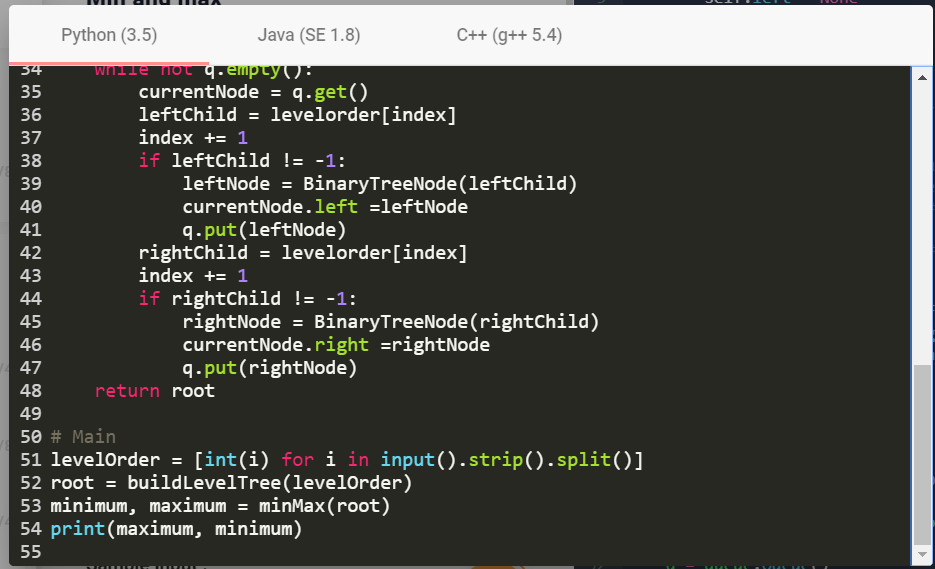 Min and max
Python (3.5) Java (SE 1.8) C++ (g++ 5.4)
34     while not q.empty():
35         currentNode = q.get()
36         leftChild = levelorder[index]
37         index += 1
38         if leftChild != -1:
39             leftNode = BinaryTreeNode(leftChild)
40             currentNode.left =leftNode
41             q.put(leftNode)
42         rightChild = levelorder[index]
43         index += 1
44         if rightChild != -1:
45             rightNode = BinaryTreeNode(rightChild)
46             currentNode.right =rightNode
47             q.put(rightNode)
48     return root
49
50 # Main
51 levelOrder = [int(i) for i in input().strip().split()]
52 root = buildLevelTree(levelOrder)
53 minimum, maximum = minMax(root)
54 print(maximum, minimum)
55